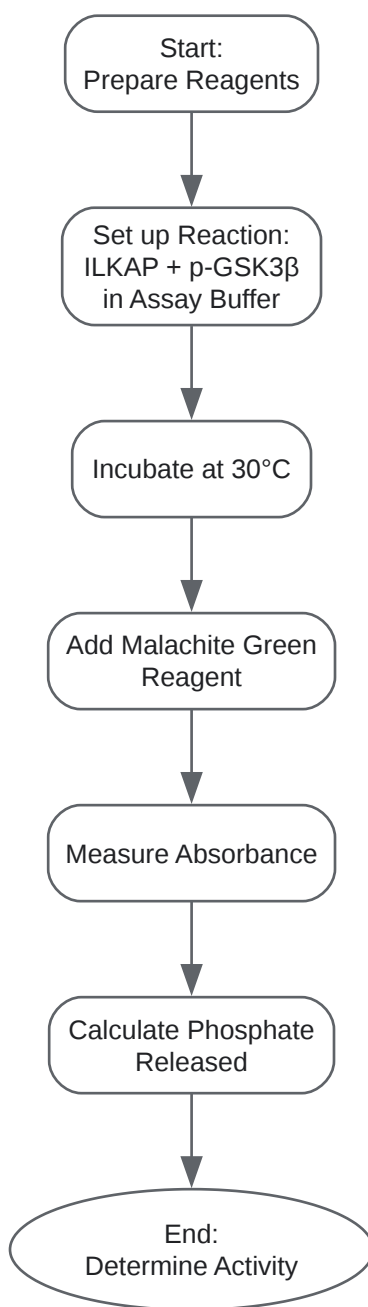 Start:
Prepare Reagents
Set up Reaction:
ILKAP + p-GSK3β
in Assay Buffer
Incubate at 30°C
Add Malachite Green
Reagent
Measure Absorbance
Calculate Phosphate
Released
End:
Determine Activity